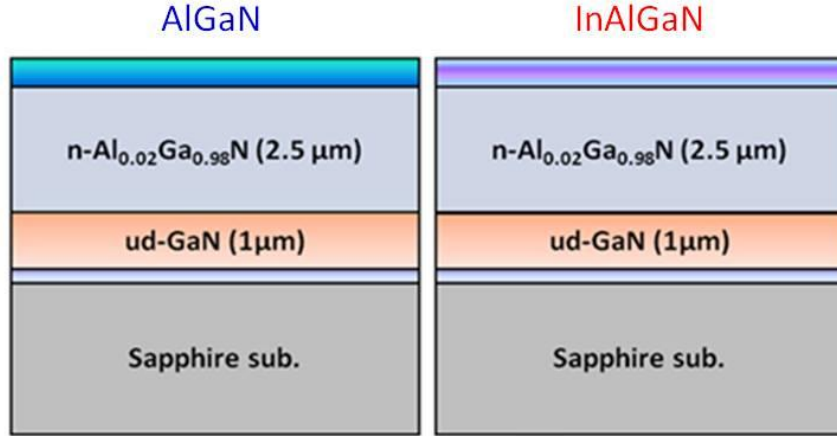 AlGaN
InAlGaN
n-Al₀.₀₂Ga₀.₉₈N (2.5 µm)
n-Al₀.₀₂Ga₀.₉₈N (2.5 µm)
ud-GaN (1µm)
ud-GaN (1µm)
Sapphire sub.
Sapphire sub.